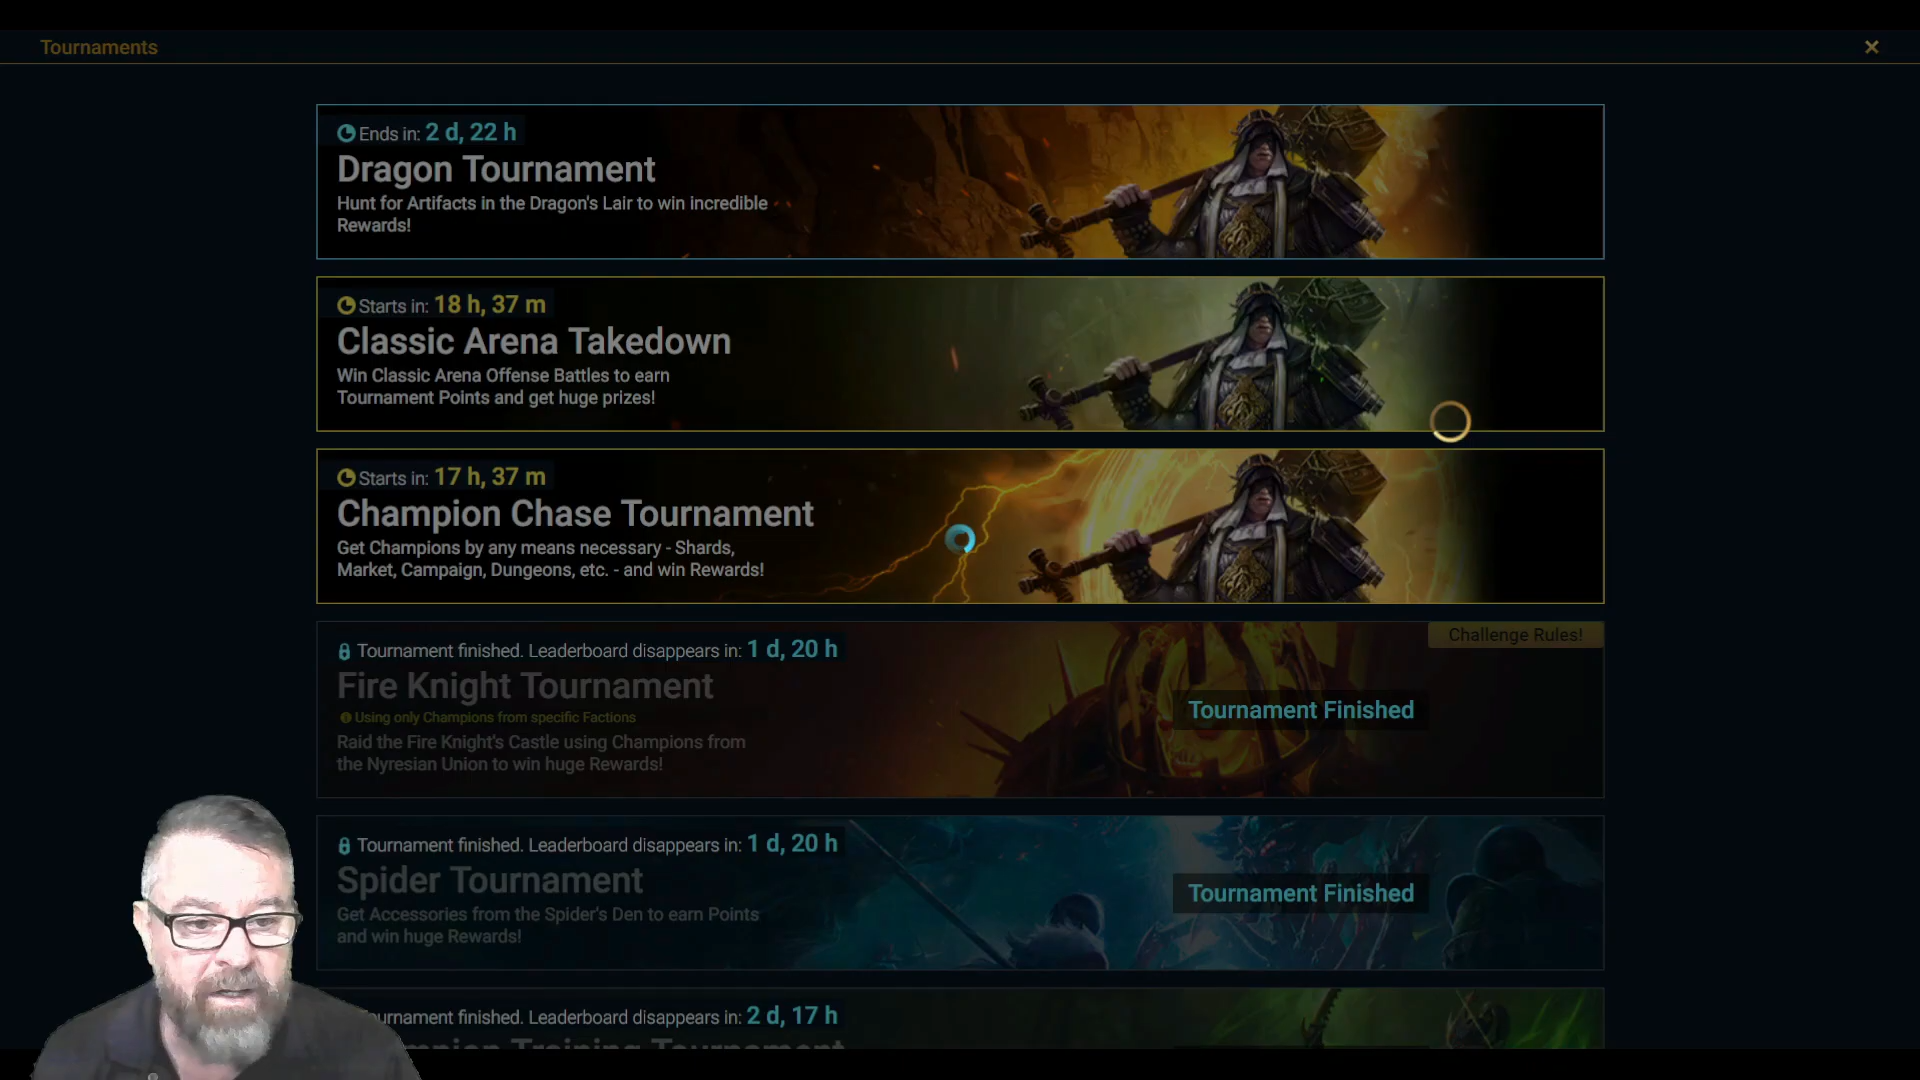 Tournaments
Ends in: 2 d, 22 h
Dragon Tournament
Hunt for Artifacts in the Dragon's Lair to win incredible
Rewards!
Starts in: 18 h, 37 m
Classic Arena Takedown
Win Classic Arena Offense Battles to earn
Tournament Points and get huge prizes!
Starts in: 17 h, 37 m
Champion Chase Tournament
Get Champions by any means necessary - Shards,
Market, Campaign, Dungeons, etc. - and win Rewards!
Challenge Rules!
Tournament finished. Leaderboard disappears in: 1 d, 20 h
Fire Knight Tournament
Using only Champions from specific Factions
Raid the Fire Knight's Castle using Champions from
the Nyresian Union to win huge Rewards!
Tournament Finished
Tournament finished. Leaderboard disappears in: 1 d, 20 h
Spider Tournament
Get Accessories from the Spider's Den to earn Points
and win huge Rewards!
Tournament Finished
finished. Leaderboard disappears in: 2 d, 17 h
Training Tournament